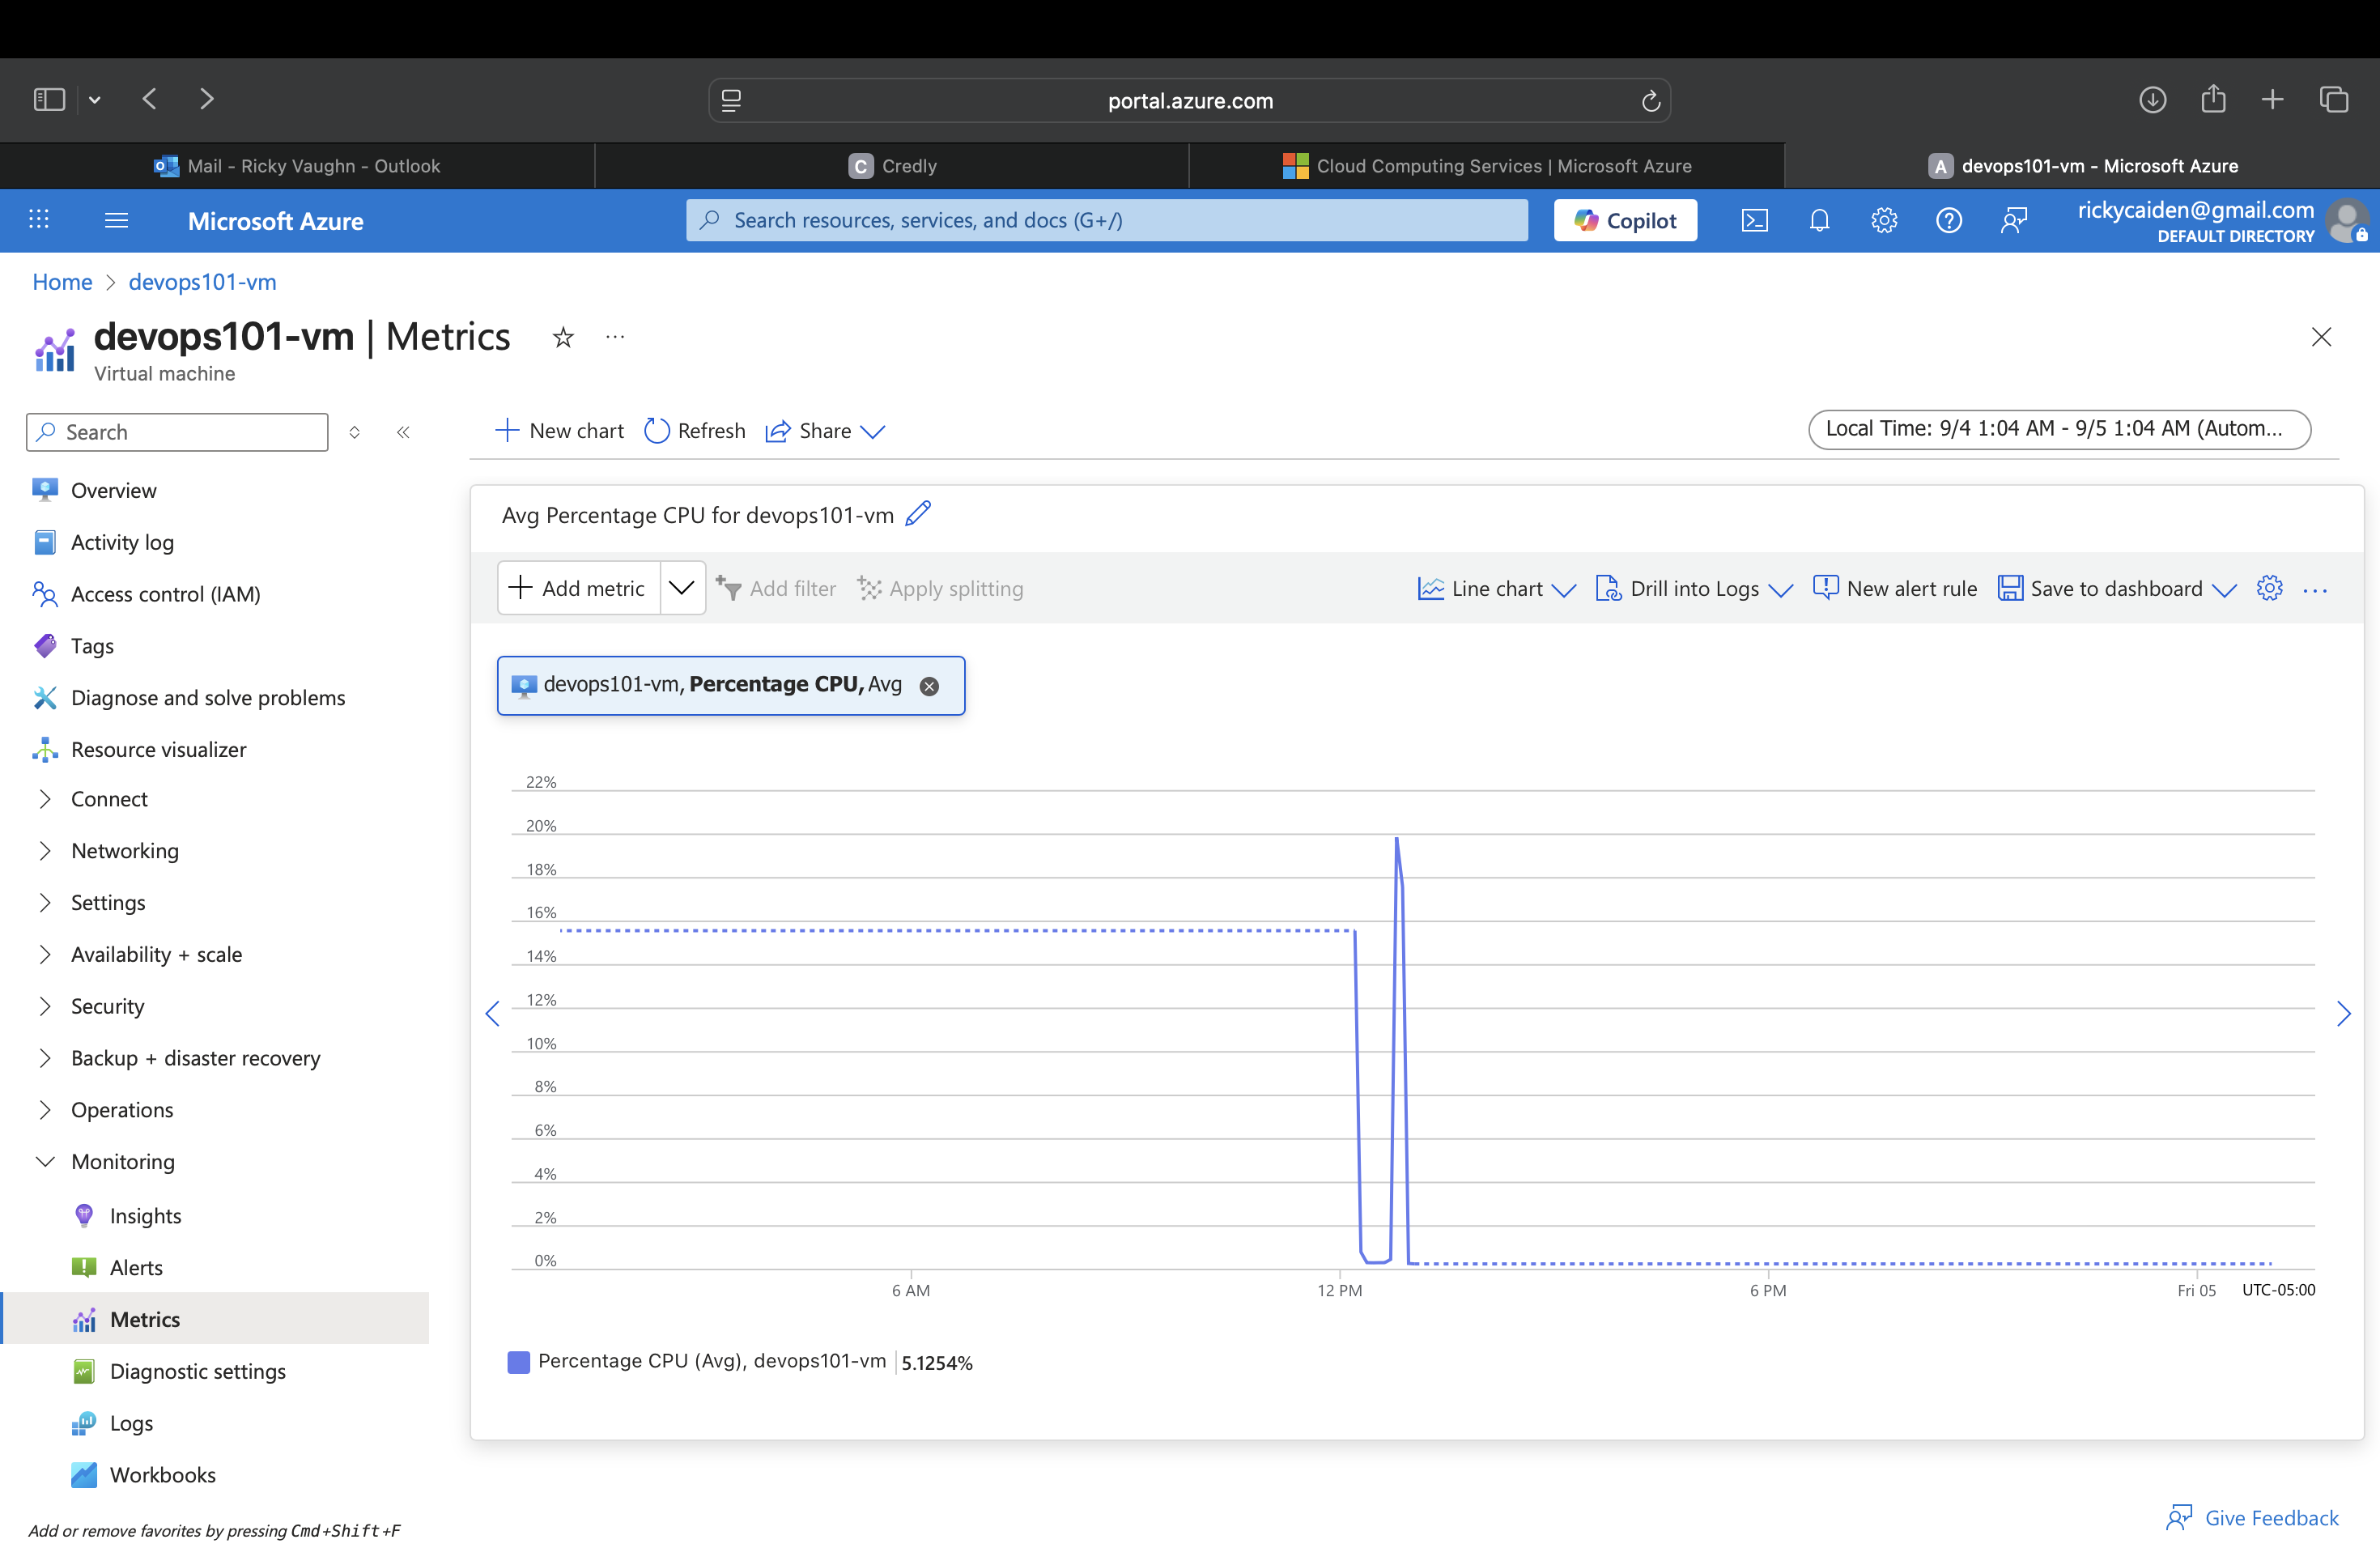 portal.azure.com
Mail - Ricky Vaughn - Outlook
C Credly
Cloud Computing Services | Microsoft Azure
A devops101-vm - Microsoft Azure
Microsoft Azure
Search resources, services, and docs (G+/)
Copilot
rickycaiden@gmail.com
DEFAULT DIRECTORY
Home > devops101-vm
devops101-vm | Metrics
Virtual machine
Search
New chart
Refresh
Share
Local Time: 9/4 1:04 AM - 9/5 1:04 AM (Autom...
Overview
Activity log
Access control (IAM)
Tags
Diagnose and solve problems
Resource visualizer
Connect
Networking
Settings
Availability + scale
Security
Backup + disaster recovery
Operations
Monitoring
Insights
Alerts
Metrics
Diagnostic settings
Logs
Workbooks
Add or remove favorites by pressing Cmd+Shift+F
Avg Percentage CPU for devops101-vm
Add metric
Add filter
Apply splitting
Line chart
Drill into Logs
New alert rule
Save to dashboard
devops101-vm, Percentage CPU, Avg
22%
20%
18%
16%
14%
12%
10%
8%
6%
4%
2%
0%
6 AM
12 PM
6 PM
Fri 05
UTC-05:00
Percentage CPU (Avg), devops101-vm | 5.1254%
Give Feedback